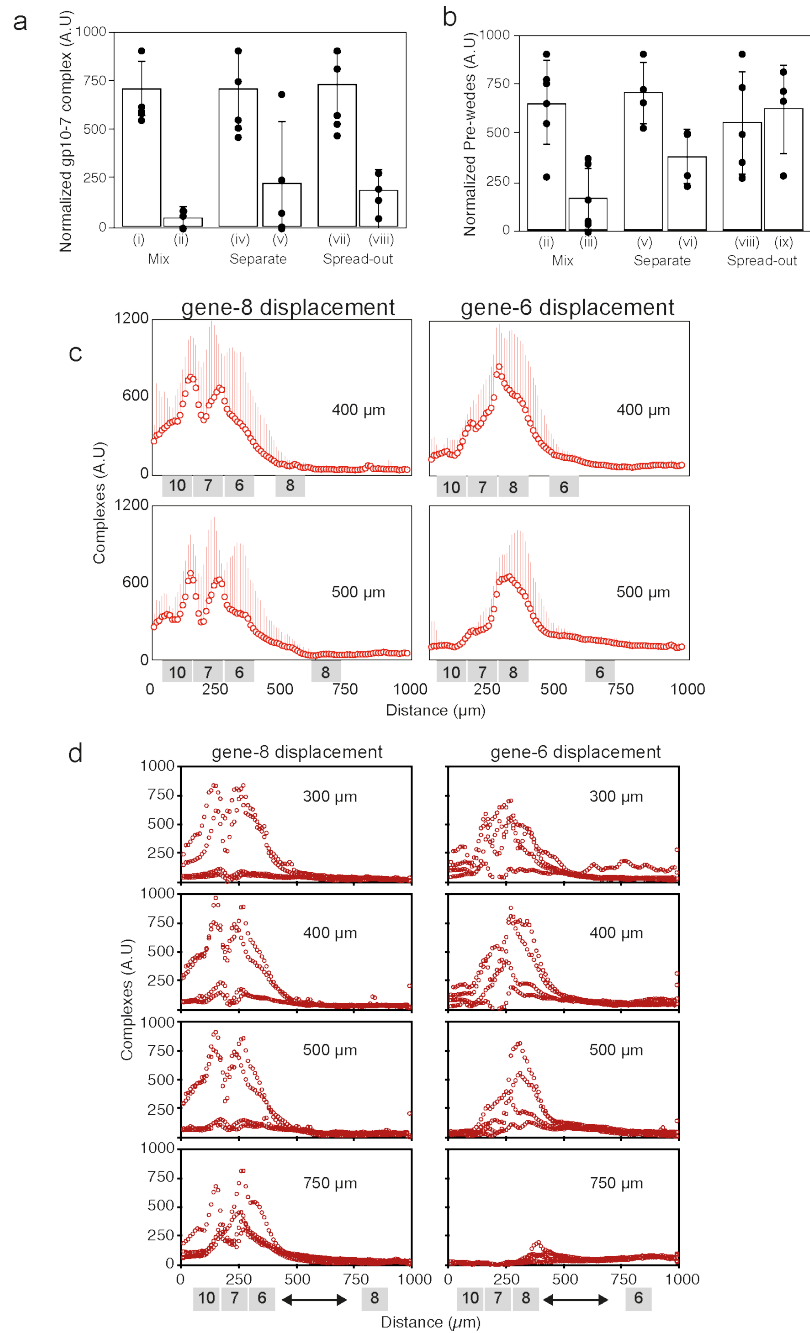 a
b
Normalized gp10-7 complex (A.U)
1000
750
500
250
0
(i) (ii) (iv) (v) (vii) (viii)
Mix Separate Spread-out
Normalized Pre-wedes (A.U)
1000
750
500
250
0
(ii) (iii) (v) (vi) (viii) (ix)
Mix Separate Spread-out
c
gene-8 displacement gene-6 displacement
Complexes (A.U)
1200
600
0
400 µm
400 µm
10 7 6 8
10 7 8 6
1200
600
0
500 µm
500 µm
10 7 6 8
10 7 8 6
0 250 500 750 1000
250 500 750 1000
Distance (µm)
d
gene-8 displacement gene-6 displacement
Complexes (A.U)
1000
750
500
250
300 µm
300 µm
1000
750
500
250
400 µm
400 µm
1000
750
500
250
500 µm
500 µm
1000
750
500
250
0
750 µm
750 µm
0 250 500 750 1000
0 250 500 750 1000
10 7 6 8
10 7 8 6
Distance (µm)